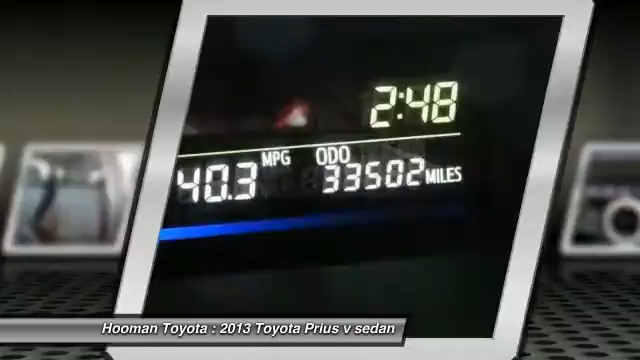 2:48
40.3 MPG ODO 33502 MILES
Hooman Toyota : 2013 Toyota Prius v sedan